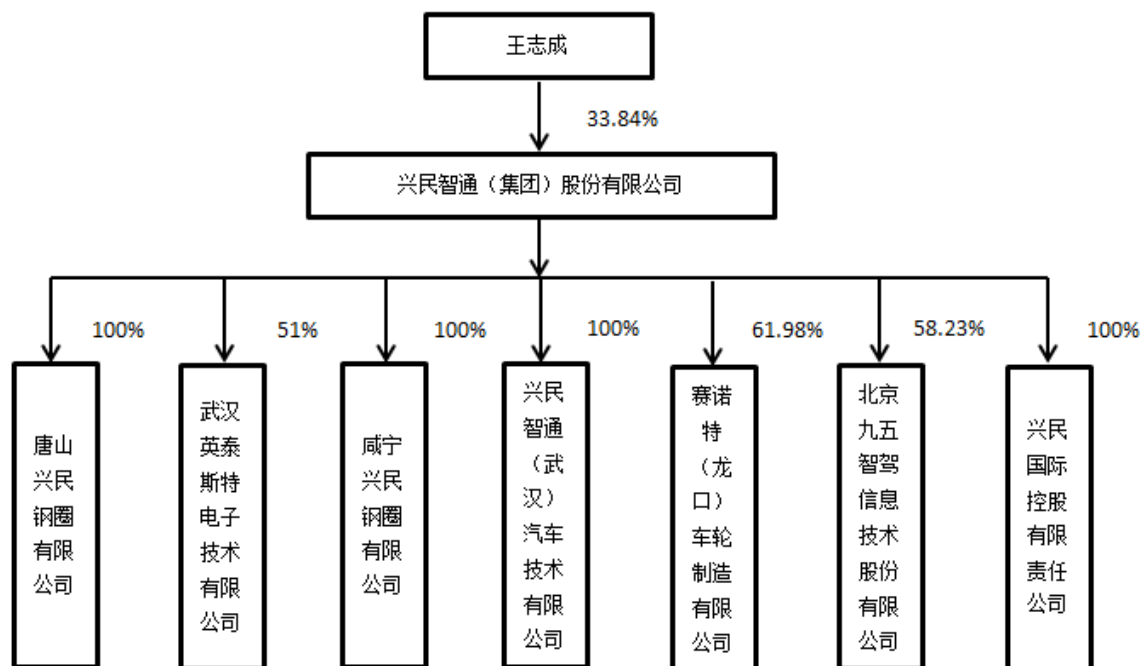 王志成
33.84%
兴民智通（集团）股份有限公司
100%
51%
100%
100%
61.98%
58.23%
100%
唐山
兴民
钢圈
有限
公司
武汉
英泰
斯特
电子
技术
有限
公司
咸宁
兴民
钢圈
有限
公司
兴民
智通
（武
汉）
汽车
技术
有限
公司
赛诺
特
（龙
口）
车轮
制造
有限
公司
北京
九五
智驾
信息
技术
股份
有限
公司
兴民
国际
控股
有限
责任
公司